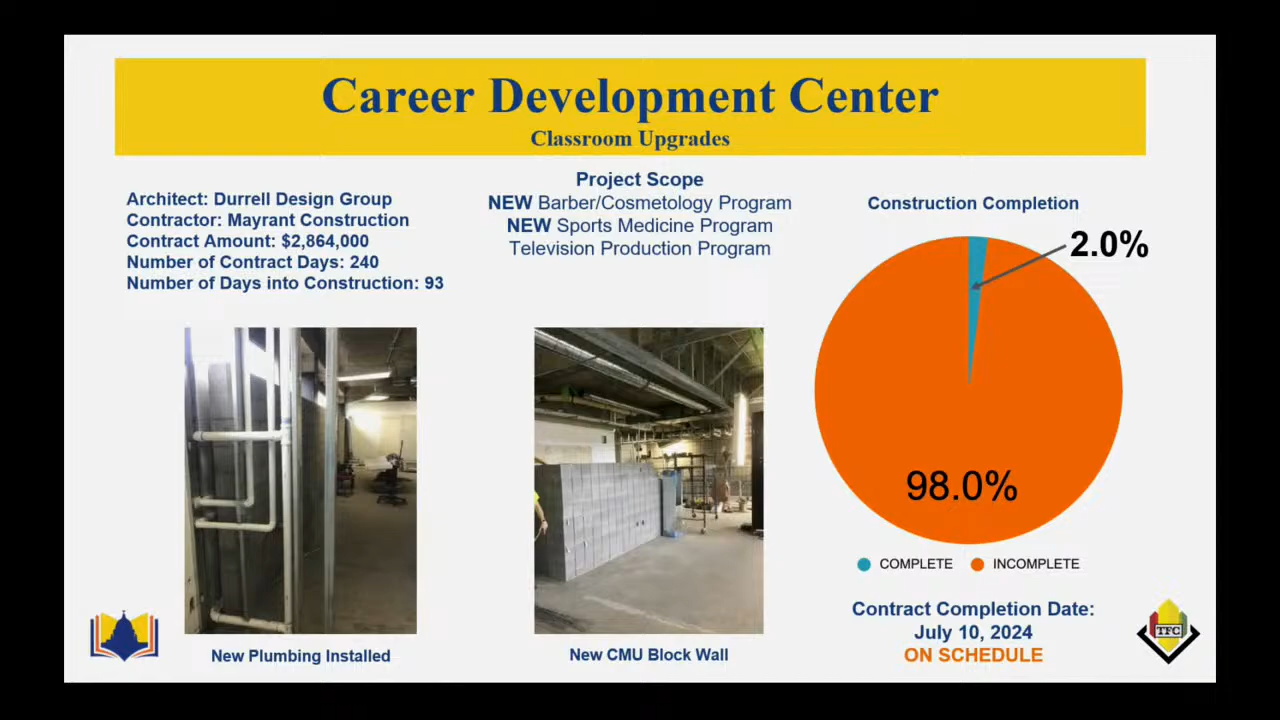 Career Development Center
Classroom Upgrades
Architect: Durrell Design Group
Contractor: Mayrant Construction
Contract Amount: $2,864,000
Number of Contract Days: 240
Number of Days into Construction: 93
Project Scope
NEW Barber/Cosmetology Program
NEW Sports Medicine Program
Television Production Program
Construction Completion
2.0%
98.0%
COMPLETE
INCOMPLETE
New Plumbing Installed
New CMU Block Wall
Contract Completion Date:
July 10, 2024
ON SCHEDULE
TFC